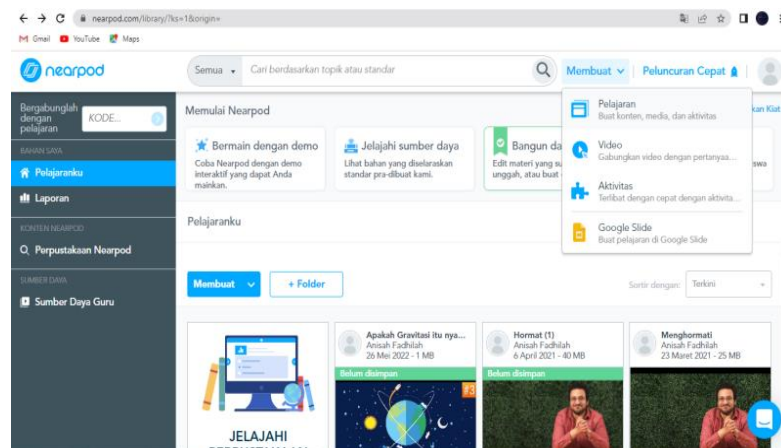 nearpod.com/library/?ks=1&origin=
Gmail YouTube Maps
nearpod
Semua
Cari berdasarkan topik atau standar
Membuat
Peluncuran Cepat
Bergabunglah
dengan
pelajaran
KODE...
BAHAN SAYA
Pelajaranku
Laporan
KONTEN NEARPOD
Perpustakaan Nearpod
SUMBER DAYA
Sumber Daya Guru
Memulai Nearpod
kan Kiat
Bermain dengan demo
Coba Nearpod dengan demo
interaktif yang dapat Anda
mainkan.
Jelajahi sumber daya
Lihat bahan yang diselaraskan
standar pra-dibuat kami.
Bangun da
Edit materi yang su
unggah, atau buat
swa
Pelajaran
Buat konten, media, dan aktivitas
Video
Gabungkan video dengan pertanyaa...
Aktivitas
Terlibat dengan cepat dengan aktivita...
Google Slide
Buat pelajaran di Google Slide
Pelajaranku
Membuat
+ Folder
Sortir dengan:
Terkini
JELAJAHI
Apakah Gravitasi itu nya...
Anisah Fadhilah
26 Mei 2022 - 1 MB
Belum disimpan
#3
Hormat (1)
Anisah Fadhilah
6 April 2021 - 40 MB
Belum disimpan
Menghormati
Anisah Fadhilah
23 Maret 2021 - 25 MB